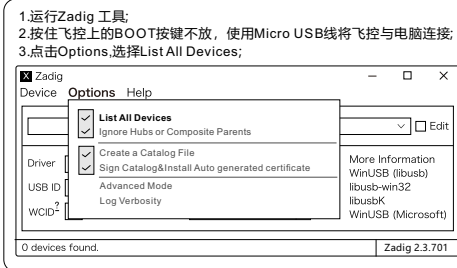 1.运行Zadig 工具;
2.按住飞控上的BOOT按键不放，使用Micro USB线将飞控与电脑连接;
3.点击Options,选择List All Devices;
X Zadig
Device Options Help
List All Devices
Ignore Hubs or Composite Parents
Edit
Create a Catalog File
Sign Catalog&Install Auto generated certificate
Advanced Mode
Log Verbosity
Driver
USB ID
WCID?
More Information
WinUSB (libusb)
libusb-win32
libusbK
WinUSB (Microsoft)
0 devices found.
Zadig 2.3.701